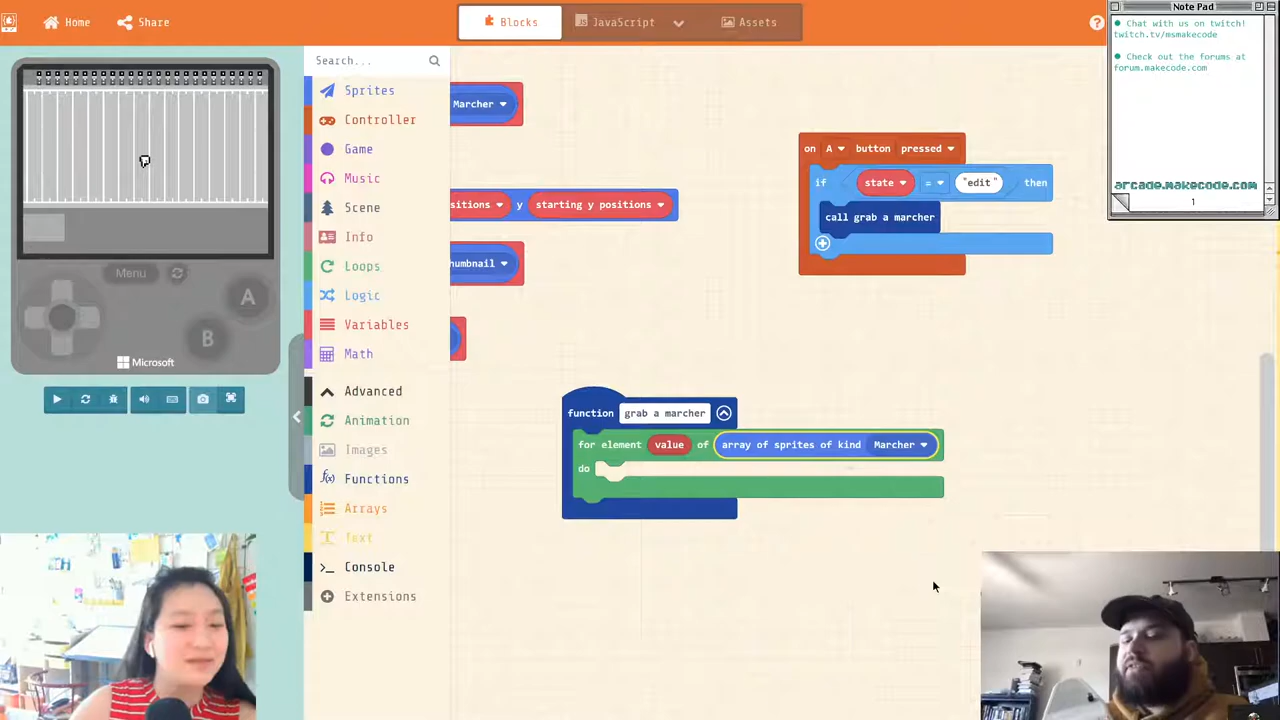 Home
Share
Blocks
JavaScript
Assets
?
Note Pad
Chat with us on twitch!
twitch.tv/msmakecode
Check out the forums at
forum.makecode.com
arcade.makecode.com
1
Menu
A
B
Microsoft
Search...
Sprites
Controller
Game
Music
Scene
Info
Loops
Logic
Variables
Math
Advanced
Animation
Images
Functions
Arrays
Text
Console
Extensions
Marcher
sitions y starting y positions
humbnail
on A button pressed
if state = "edit" then
call grab a marcher
function grab a marcher
for element value of array of sprites of kind Marcher
do